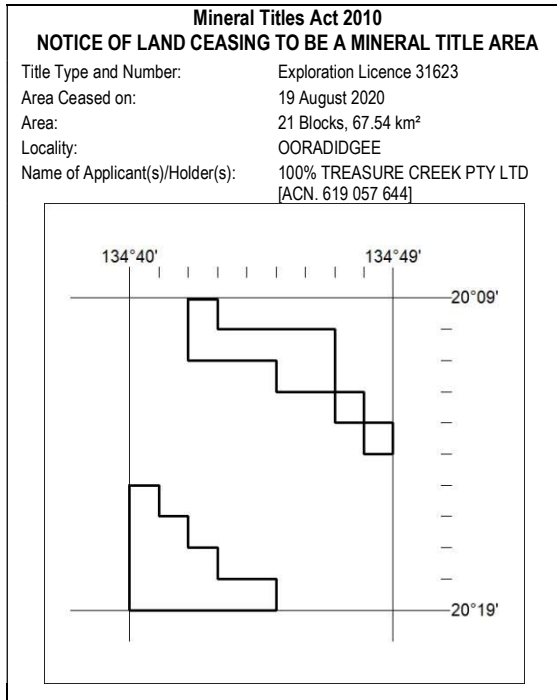 Mineral Titles Act 2010
NOTICE OF LAND CEASING TO BE A MINERAL TITLE AREA
Title Type and Number: Exploration Licence 31623
Area Ceased on: 19 August 2020
Area: 21 Blocks, 67.54 km²
Locality: OORADIDGEE
Name of Applicant(s)/Holder(s): 100% TREASURE CREEK PTY LTD
[ACN. 619 057 644]
134°40' 134°49'
20°09'
20°19'